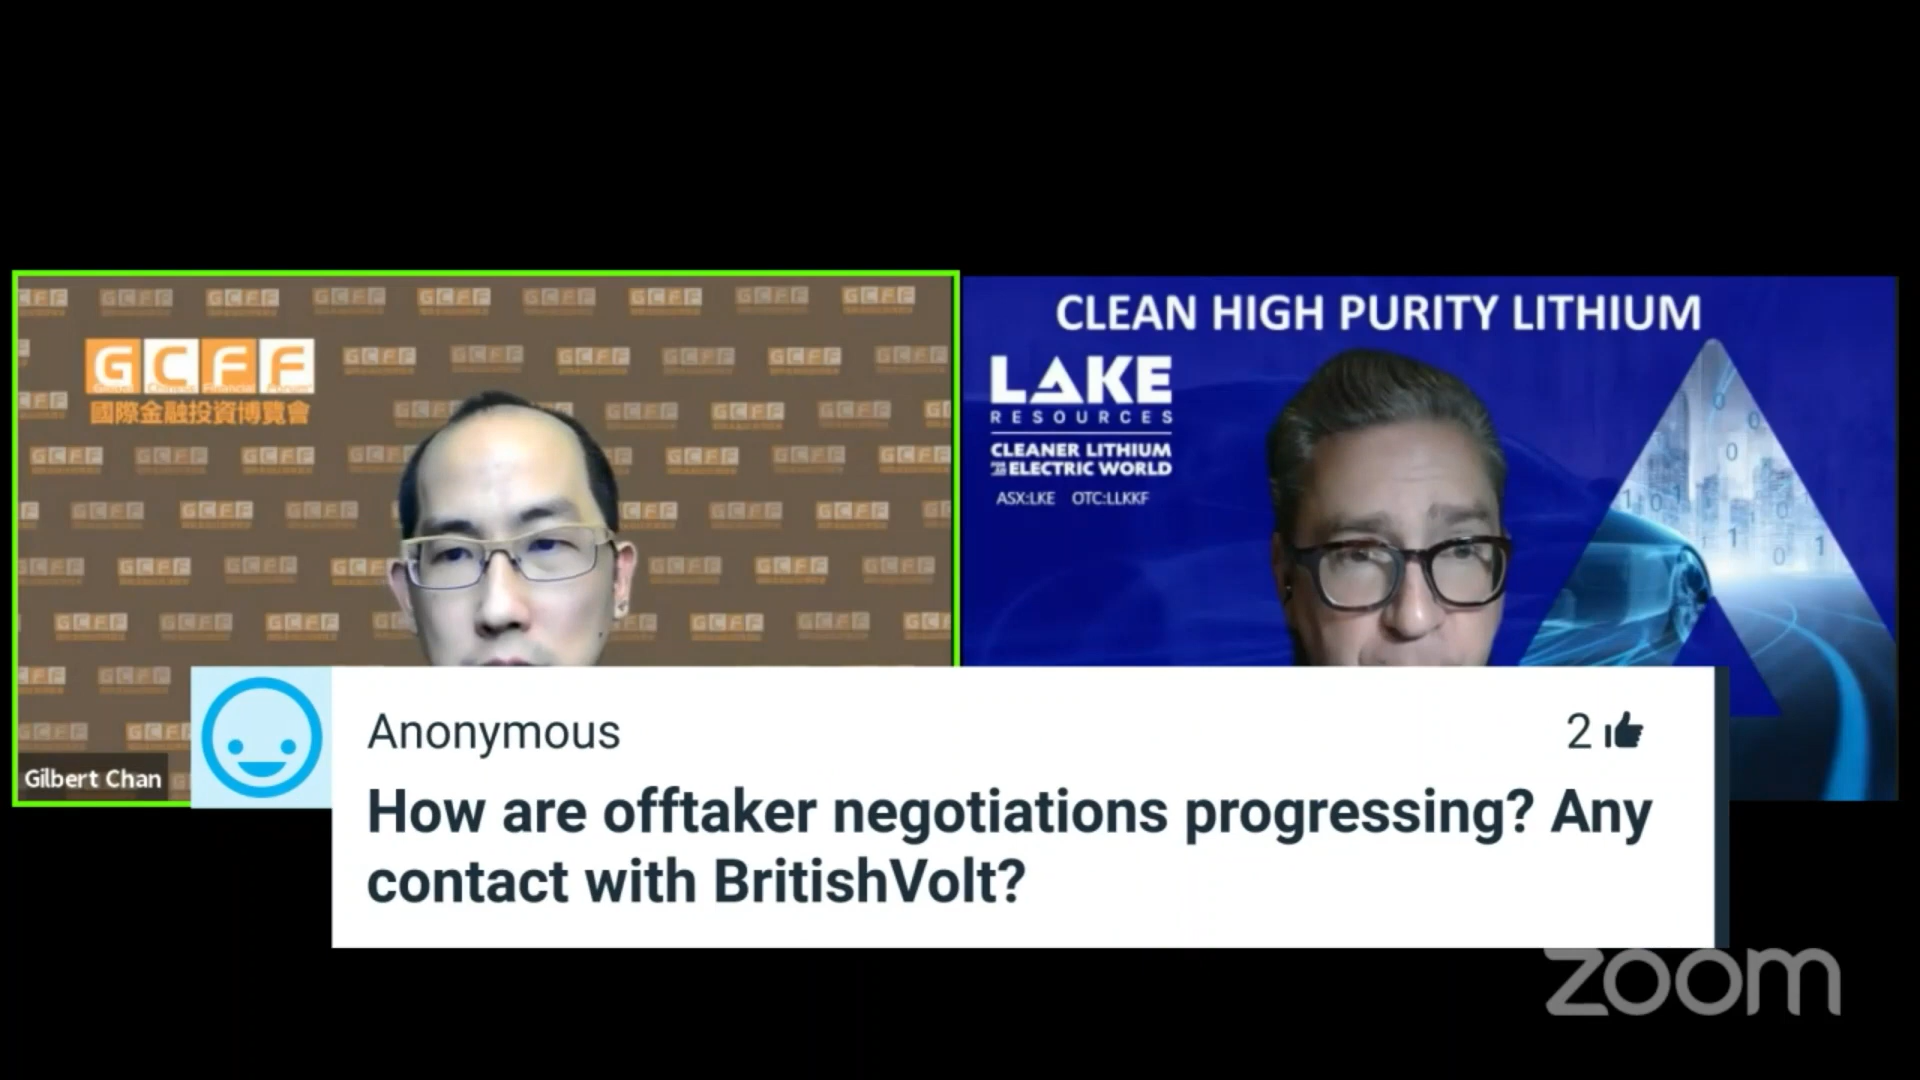 GCFF
國際金融投資博覽會
Gilbert Chan
CLEAN HIGH PURITY LITHIUM
LAKE
RESOURCES
CLEANER LITHIUM
ELECTRIC WORLD
ASX:LKE OTC:LLKKF
Anonymous
2
How are offtaker negotiations progressing? Any
contact with BritishVolt?
zoom